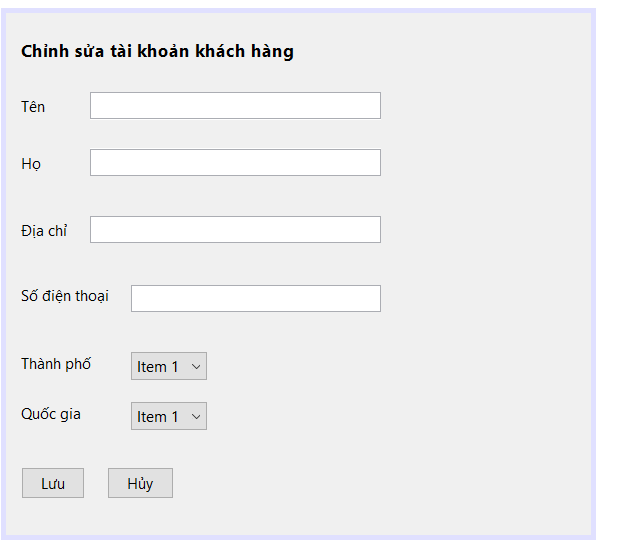 Chỉnh sửa tài khoản khách hàng
Tên
Họ
Địa chỉ
Số điện thoại
Thành phố Item 1
Quốc gia Item 1
Lưu Hủy